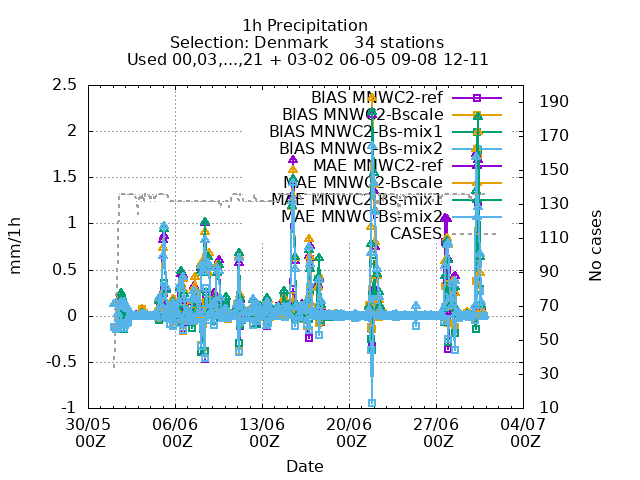 1h Precipitation
Selection: Denmark     34 stations
Used 00,03,...,21 + 03-02 06-05 09-08 12-11
BIAS MNWC2-ref
BIAS MNWC2-Bscale
BIAS MNWC2-Bs-mix1
BIAS MNWC2-Bs-mix2
MAE MNWC2-ref
MAE MNWC2-Bscale
MAE MNWC2-Bs-mix1
MAE MNWC2-Bs-mix2
CASES
mm/1h
2.5
2
1.5
1
0.5
0
-0.5
-1
No cases
190
170
150
130
110
90
70
50
30
10
30/05 06/06 13/06 20/06 27/06 04/07
00Z 00Z 00Z 00Z 00Z 00Z
Date